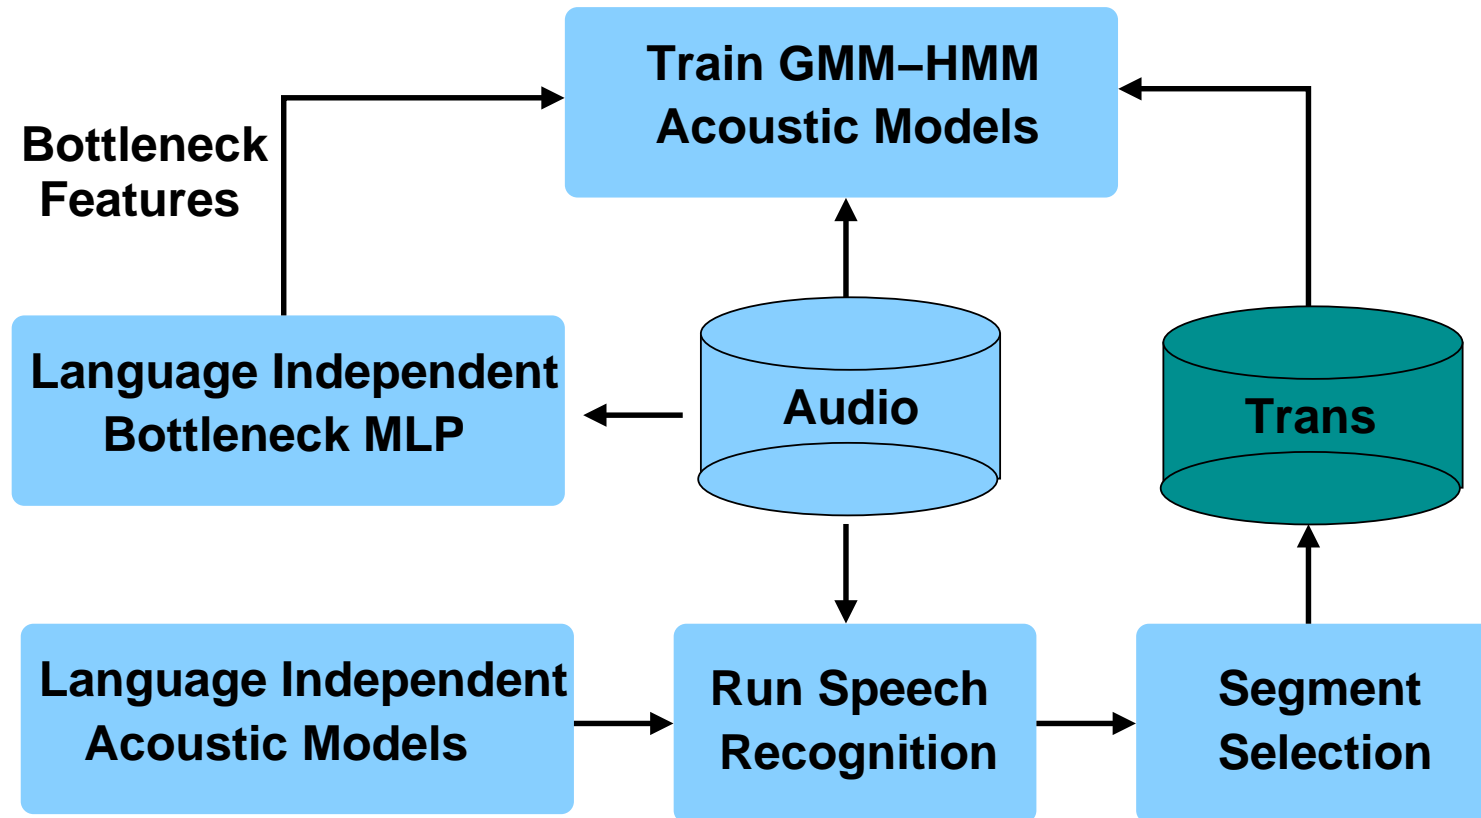 Train GMM–HMM
Acoustic Models
Bottleneck
Features
Language Independent
Bottleneck MLP
Audio
Trans
Language Independent
Acoustic Models
Run Speech
Recognition
Segment
Selection